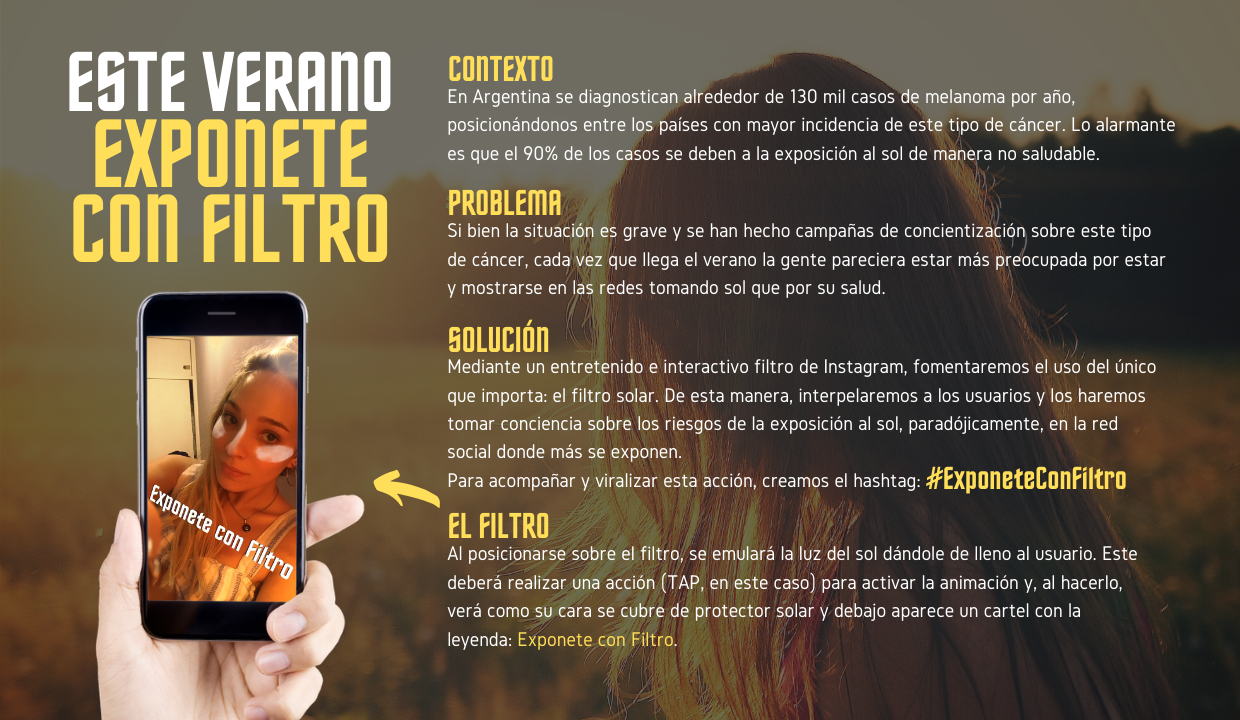 ESTE VERANO
EXPONETE
CON FILTRO
Exponete con Filtro
CONTEXTO
En Argentina se diagnostican alrededor de 130 mil casos de melanoma por año,
posicionándonos entre los países con mayor incidencia de este tipo de cáncer. Lo alarmante
es que el 90% de los casos se deben a la exposición al sol de manera no saludable.
PROBLEMA
Si bien la situación es grave y se han hecho campañas de concientización sobre este tipo
de cáncer, cada vez que llega el verano la gente pareciera estar más preocupada por estar
y mostrarse en las redes tomando sol que por su salud.
SOLUCIÓN
Mediante un entretenido e interactivo filtro de Instagram, fomentaremos el uso del único
que importa: el filtro solar. De esta manera, interpelaremos a los usuarios y los haremos
tomar conciencia sobre los riesgos de la exposición al sol, paradójicamente, en la red
social donde más se exponen.
Para acompañar y viralizar esta acción, creamos el hashtag: #ExponeteConFiltro
EL FILTRO
Al posicionarse sobre el filtro, se emulará la luz del sol dándole de lleno al usuario. Este
deberá realizar una acción (TAP, en este caso) para activar la animación y, al hacerlo,
verá como su cara se cubre de protector solar y debajo aparece un cartel con la
leyenda: Exponete con Filtro.